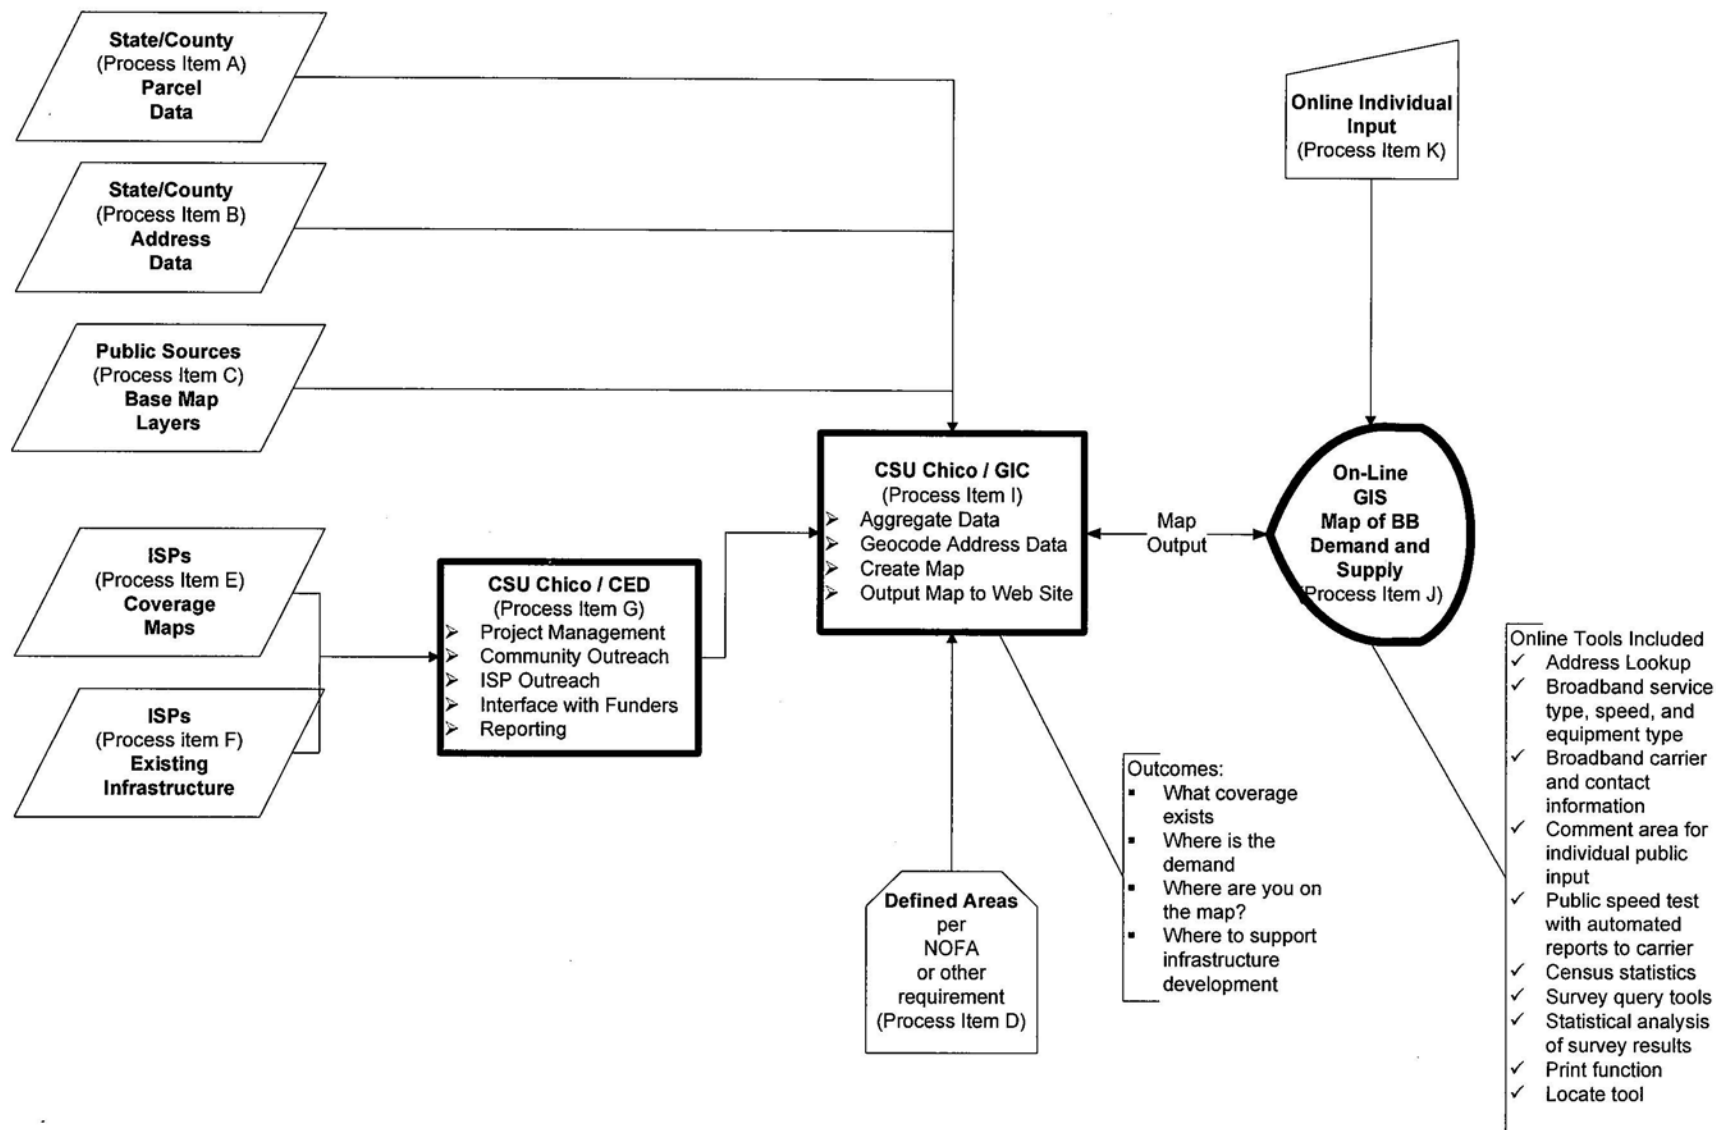 State/County
(Process Item A)
Parcel
Data
State/County
(Process Item B)
Address
Data
Public Sources
(Process Item C)
Base Map
Layers
ISPs
(Process Item E)
Coverage
Maps
ISPs
(Process item F)
Existing
Infrastructure
CSU Chico / CED
(Process Item G)
➢ Project Management
➢ Community Outreach
➢ ISP Outreach
➢ Interface with Funders
➢ Reporting
CSU Chico / GIC
(Process Item I)
➢ Aggregate Data
➢ Geocode Address Data
➢ Create Map
➢ Output Map to Web Site
Defined Areas
per
NOFA
or other
requirement
(Process Item D)
Map
Output
Online Individual
Input
(Process Item K)
On-Line
GIS
Map of BB
Demand and
Supply
(Process Item J)
Outcomes:
▪ What coverage
exists
▪ Where is the
demand
▪ Where are you on
the map?
▪ Where to support
infrastructure
development
Online Tools Included
✓ Address Lookup
✓ Broadband service
type, speed, and
equipment type
✓ Broadband carrier
and contact
information
✓ Comment area for
individual public
input
✓ Public speed test
with automated
reports to carrier
✓ Census statistics
✓ Survey query tools
✓ Statistical analysis
of survey results
✓ Print function
✓ Locate tool